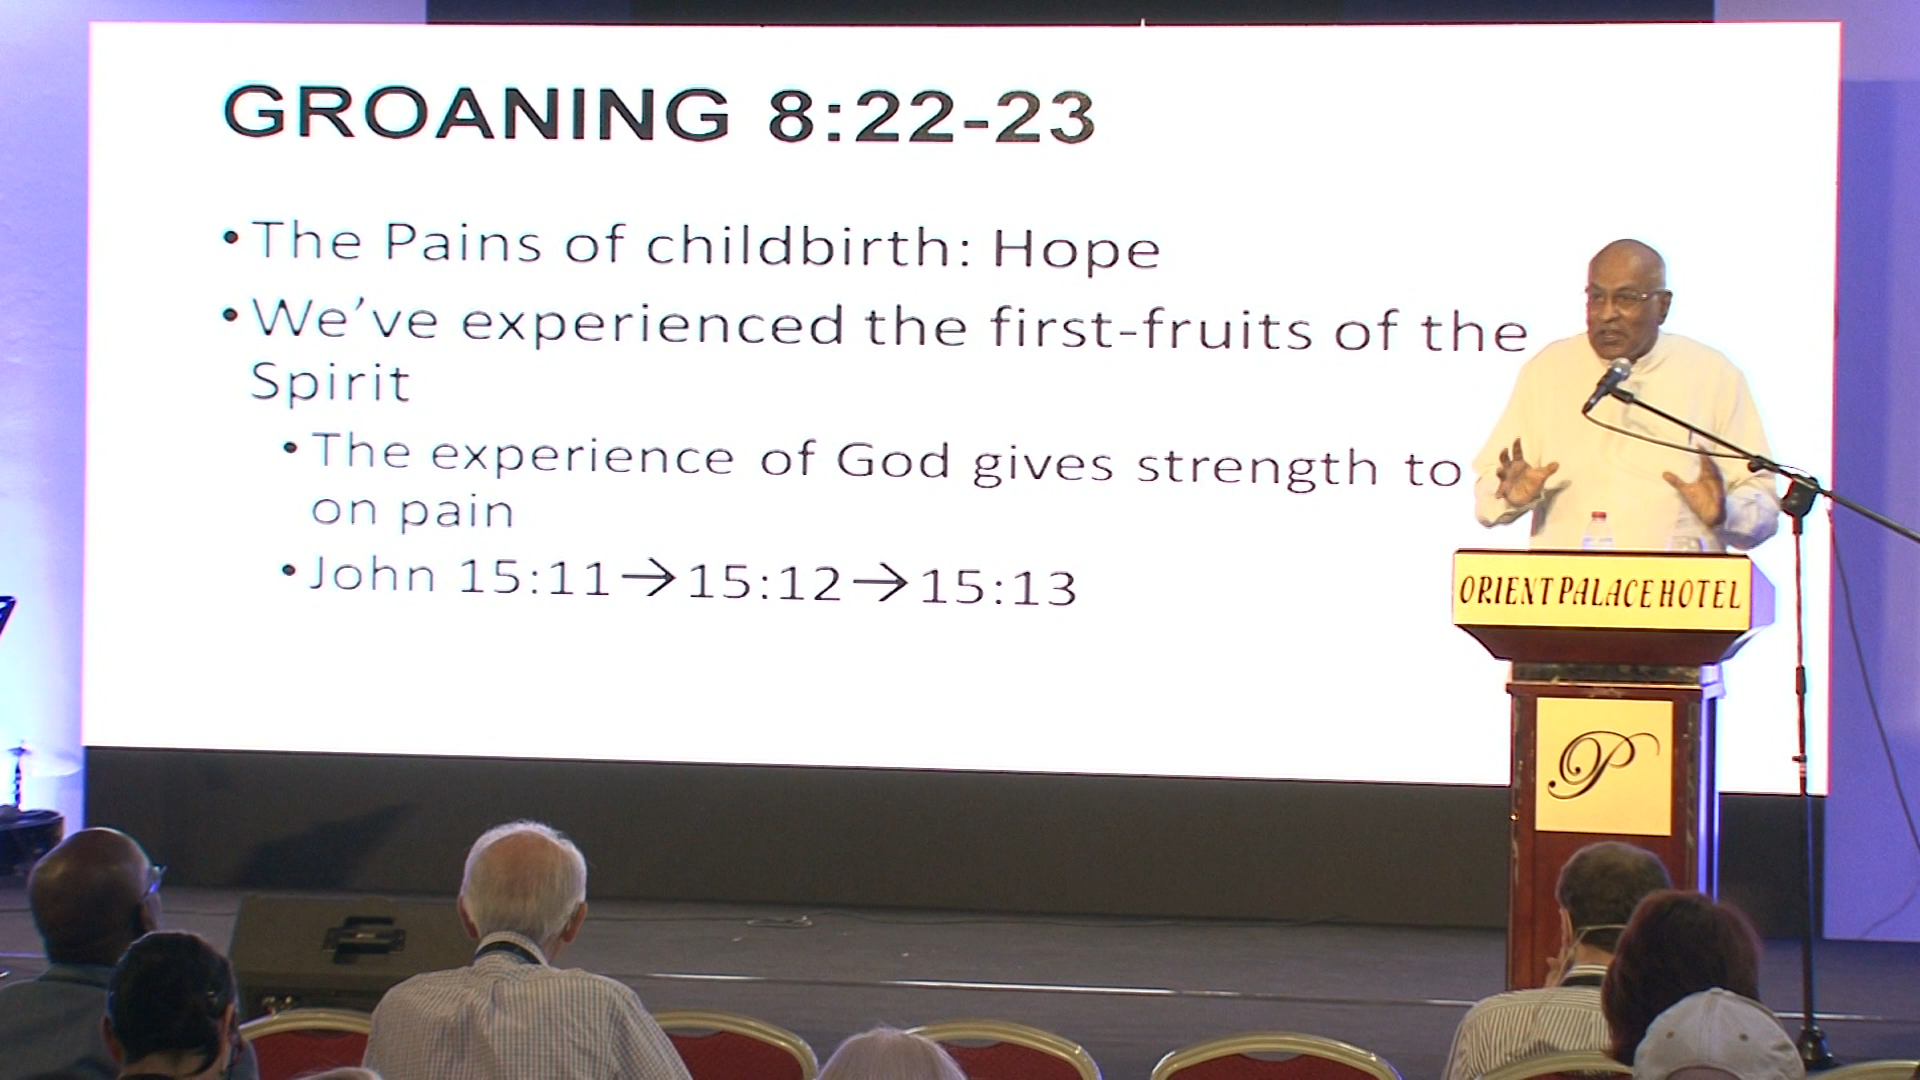 GROANING 8:22-23
•The Pains of childbirth: Hope
•We’ve experienced the first-fruits of the
Spirit
•The experience of God gives strength to
on pain
•John 15:11→15:12→15:13
ORIENT PALACE HOTEL
P